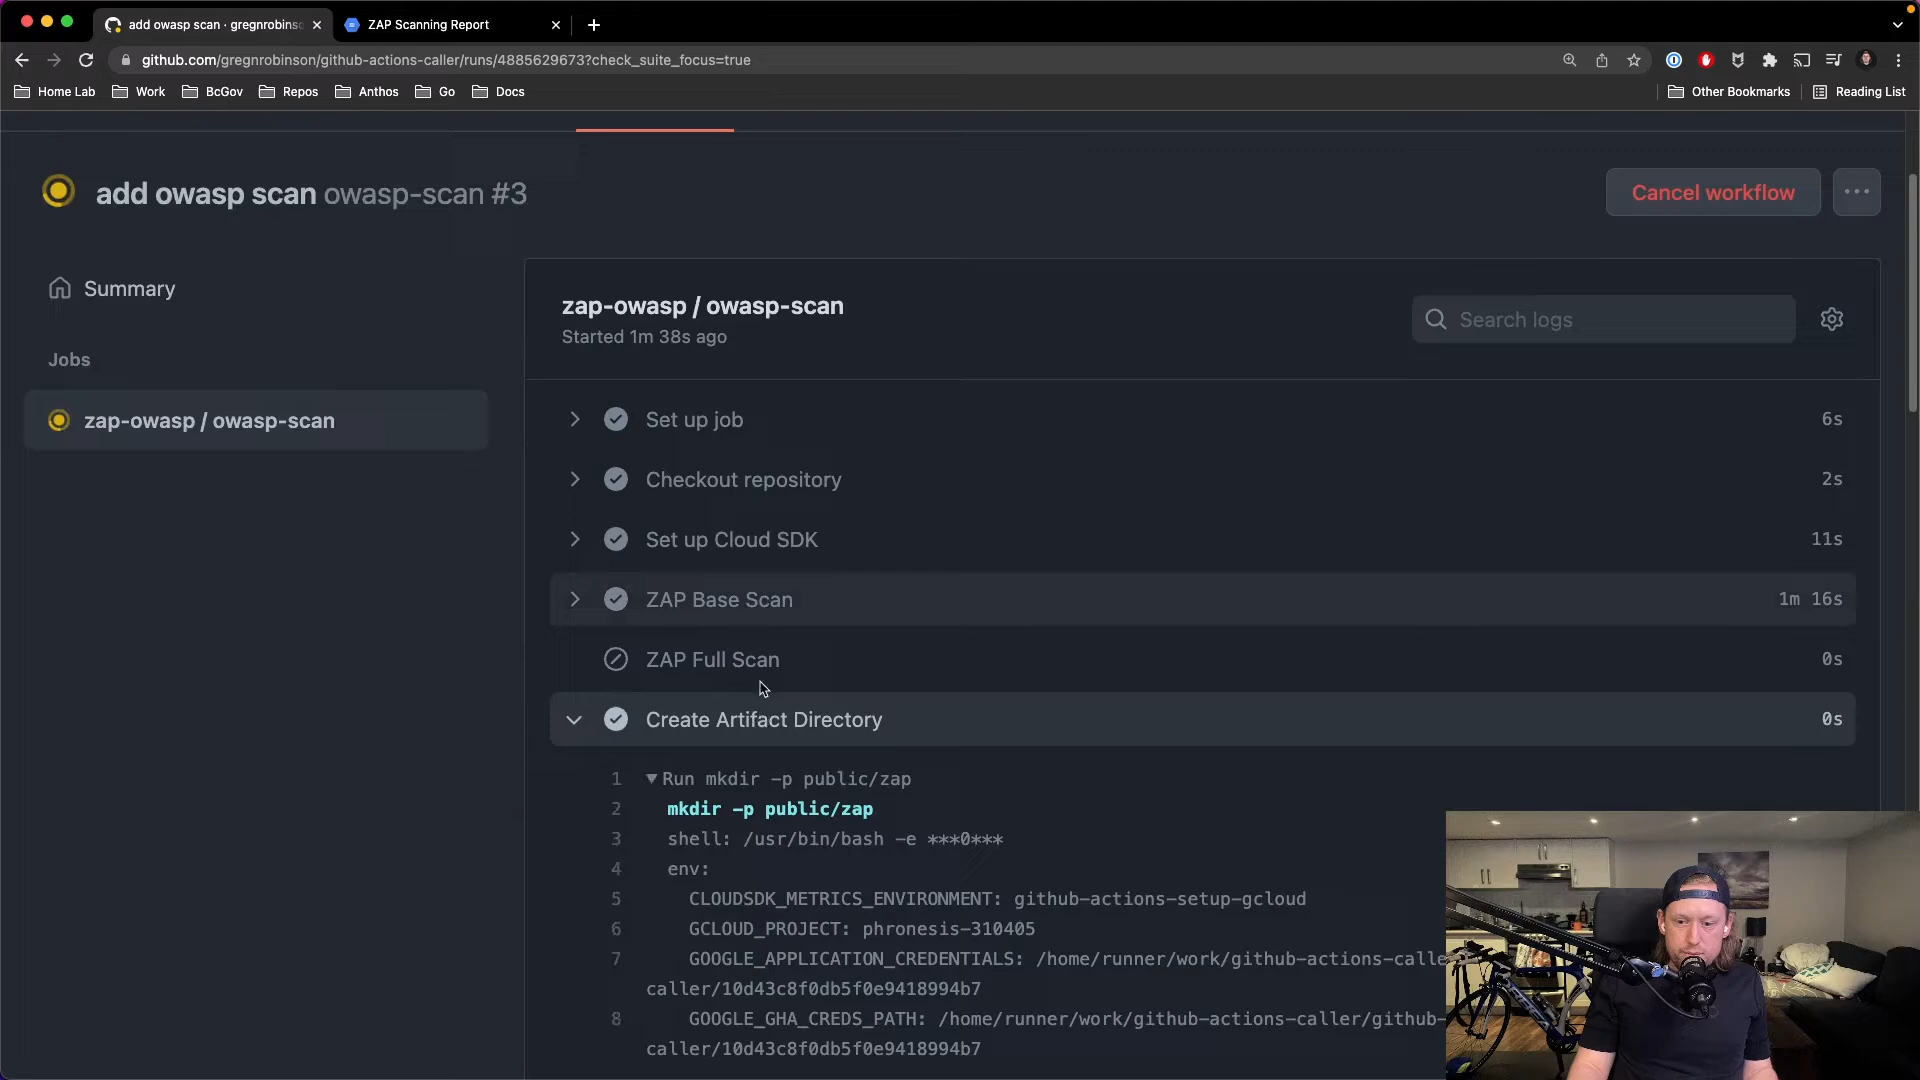 add owasp scan · gregnrobinso
ZAP Scanning Report
github.com/gregnrobinson/github-actions-caller/runs/4885629673?check_suite_focus=true
Home Lab
Work
BcGov
Repos
Anthos
Go
Docs
Other Bookmarks
Reading List
add owasp scan owasp-scan #3
Cancel workflow
Summary
Jobs
zap-owasp / owasp-scan
zap-owasp / owasp-scan
Started 1m 38s ago
Search logs
Set up job 6s
Checkout repository 2s
Set up Cloud SDK 11s
ZAP Base Scan 1m 16s
ZAP Full Scan 0s
Create Artifact Directory 0s
1 ▼Run mkdir -p public/zap
2 mkdir -p public/zap
3 shell: /usr/bin/bash -e ***0***
4 env:
5 CLOUDSDK_METRICS_ENVIRONMENT: github-actions-setup-gcloud
6 GCLOUD_PROJECT: phronesis-310405
7 GOOGLE_APPLICATION_CREDENTIALS: /home/runner/work/github-actions-calle
caller/10d43c8f0db5f0e9418994b7
8 GOOGLE_GHA_CREDS_PATH: /home/runner/work/github-actions-caller/github-
caller/10d43c8f0db5f0e9418994b7